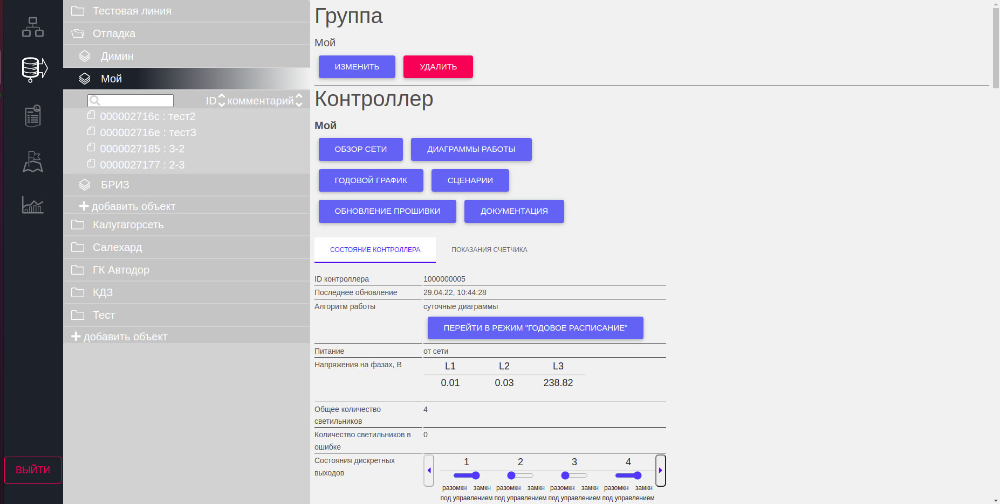 Тестовая линия
Отладка
Димин
Мой
ID комментарий
000002716c : тест2
000002716e : тест3
0000027185 : 3-2
0000027177 : 2-3
БРИЗ
добавить объект
Калугагорсеть
Салехард
ГК Автодор
КДЗ
Тест
добавить объект
ВЫЙТИ
Группа
Мой
ИЗМЕНИТЬ УДАЛИТЬ
Контроллер
Мой
ОБЗОР СЕТИ ДИАГРАММЫ РАБОТЫ
ГОДОВОЙ ГРАФИК СЦЕНАРИИ
ОБНОВЛЕНИЕ ПРОШИВКИ ДОКУМЕНТАЦИЯ
СОСТОЯНИЕ КОНТРОЛЛЕРА ПОКАЗАНИЯ СЧЕТЧИКА
ID контроллера 1000000005
Последнее обновление 29.04.22, 10:44:28
Алгоритм работы суточные диаграммы
ПЕРЕЙТИ В РЕЖИМ "ГОДОВОЕ РАСПИСАНИЕ"
Питание от сети
Напряжения на фазах, В L1 L2 L3
0.01 0.03 238.82
Общее количество 4
светильников
Количество светильников в 0
ошибке
Состояния дискретных 1 2 3 4
выходов
разомкн замкн разомкн замкн разомкн замкн разомкн замкн
под управлением под управлением под управлением под управлением